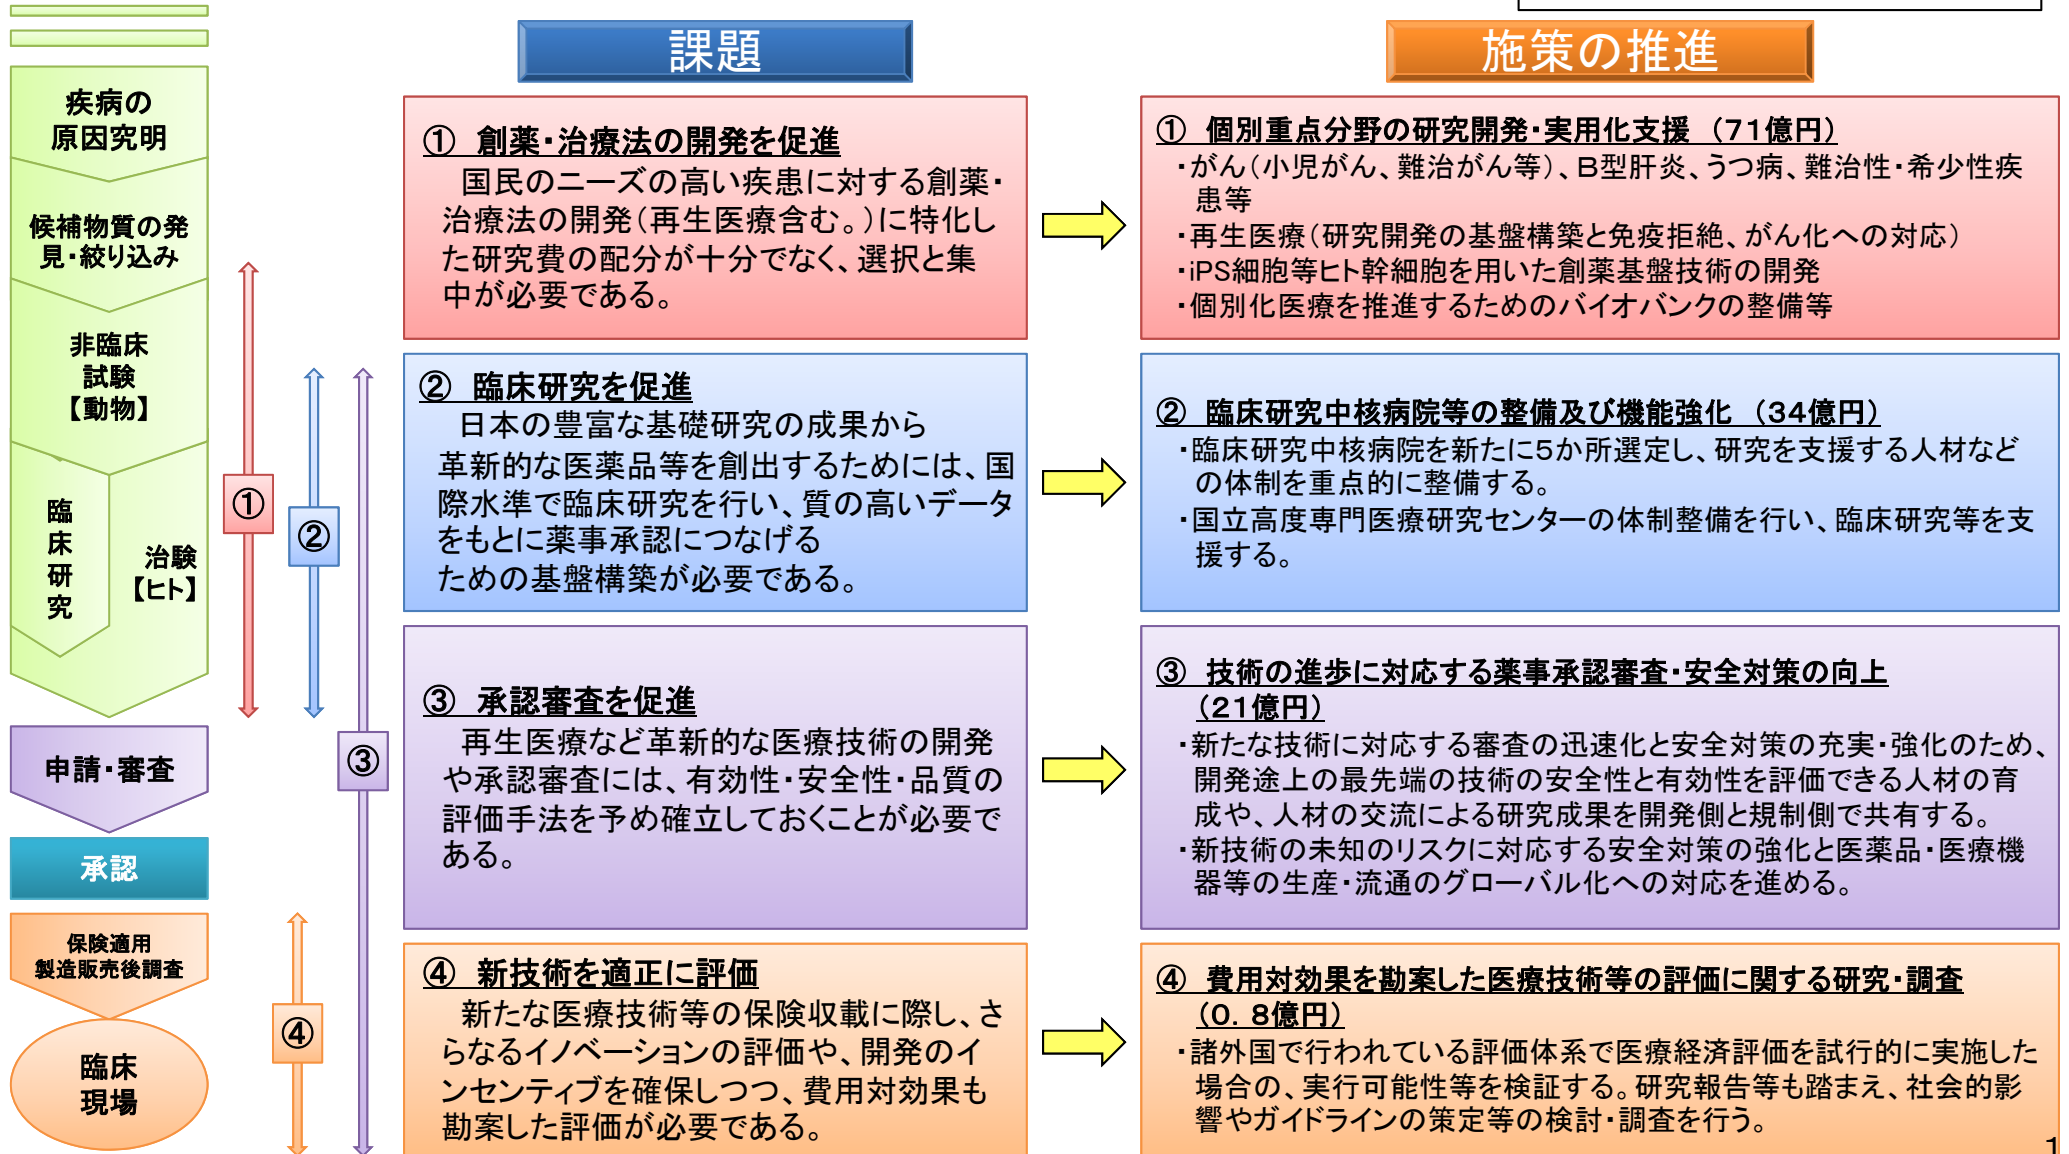 課題
施策の推進
疾病の
原因究明
候補物質の発
見・絞り込み
非臨床
試験
【動物】
臨
床
研
究
治験
【ヒト】
申請・審査
承認
保険適用
製造販売後調査
臨床
現場
①
②
③
④
① 創薬・治療法の開発を促進
国民のニーズの高い疾患に対する創薬・
治療法の開発（再生医療含む。）に特化し
た研究費の配分が十分でなく、選択と集
中が必要である。
① 個別重点分野の研究開発・実用化支援 （７１億円）
・がん（小児がん、難治がん等）、Ｂ型肝炎、うつ病、難治性・希少性疾
患等
・再生医療（研究開発の基盤構築と免疫拒絶、がん化への対応）
・iPS細胞等ヒト幹細胞を用いた創薬基盤技術の開発
・個別化医療を推進するためのバイオバンクの整備等
② 臨床研究を促進
日本の豊富な基礎研究の成果から
革新的な医薬品等を創出するためには、国
際水準で臨床研究を行い、質の高いデータ
をもとに薬事承認につなげる
ための基盤構築が必要である。
② 臨床研究中核病院等の整備及び機能強化 （３４億円）
・臨床研究中核病院を新たに５か所選定し、研究を支援する人材など
の体制を重点的に整備する。
・国立高度専門医療研究センターの体制整備を行い、臨床研究等を支
援する。
③ 承認審査を促進
再生医療など革新的な医療技術の開発
や承認審査には、有効性・安全性・品質の
評価手法を予め確立しておくことが必要で
ある。
③ 技術の進歩に対応する薬事承認審査・安全対策の向上
（２１億円）
・新たな技術に対応する審査の迅速化と安全対策の充実・強化のため、
開発途上の最先端の技術の安全性と有効性を評価できる人材の育
成や、人材の交流による研究成果を開発側と規制側で共有する。
・新技術の未知のリスクに対応する安全対策の強化と医薬品・医療機
器等の生産・流通のグローバル化への対応を進める。
④ 新技術を適正に評価
新たな医療技術等の保険収載に際し、さ
らなるイノベーションの評価や、開発のイ
ンセンティブを確保しつつ、費用対効果も
勘案した評価が必要である。
④ 費用対効果を勘案した医療技術等の評価に関する研究・調査
（０．８億円）
・諸外国で行われている評価体系で医療経済評価を試行的に実施した
場合の、実行可能性等を検証する。研究報告等も踏まえ、社会的影
響やガイドラインの策定等の検討・調査を行う。
1